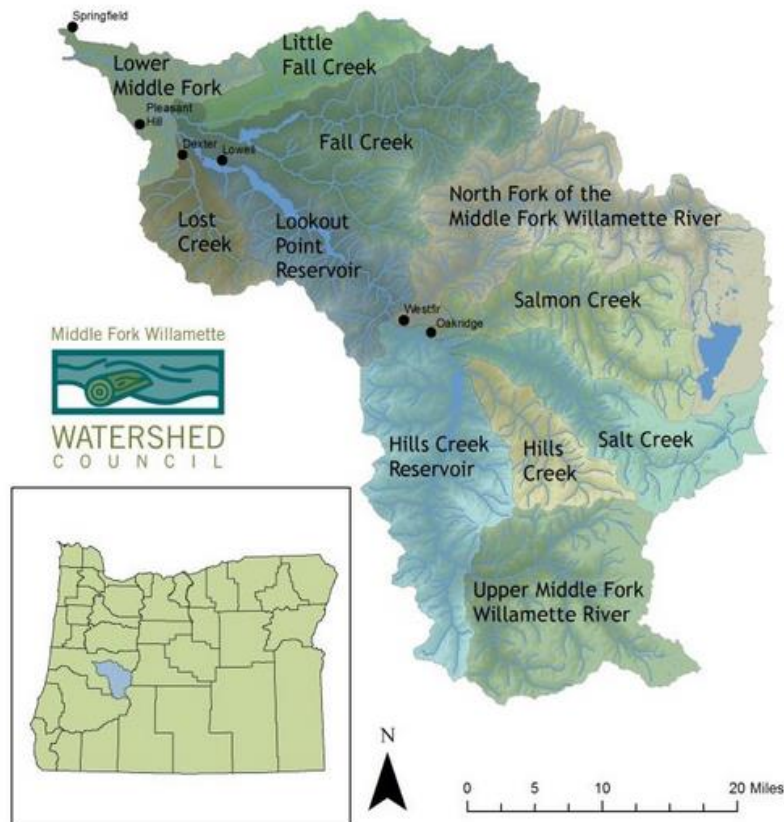 Springfield
Little
Fall Creek
Lower
Middle Fork
Pleasant
Hill
Fall Creek
Dexter
Lowell
North Fork of the
Middle Fork Willamette River
Lost
Creek
Lookout
Point
Reservoir
Salmon Creek
Westfir
Oakridge
Middle Fork Willamette
WATERSHED
COUNCIL
Hills Creek
Reservoir
Hills
Creek
Salt Creek
Upper Middle Fork
Willamette River
N
0 5 10 20 Miles